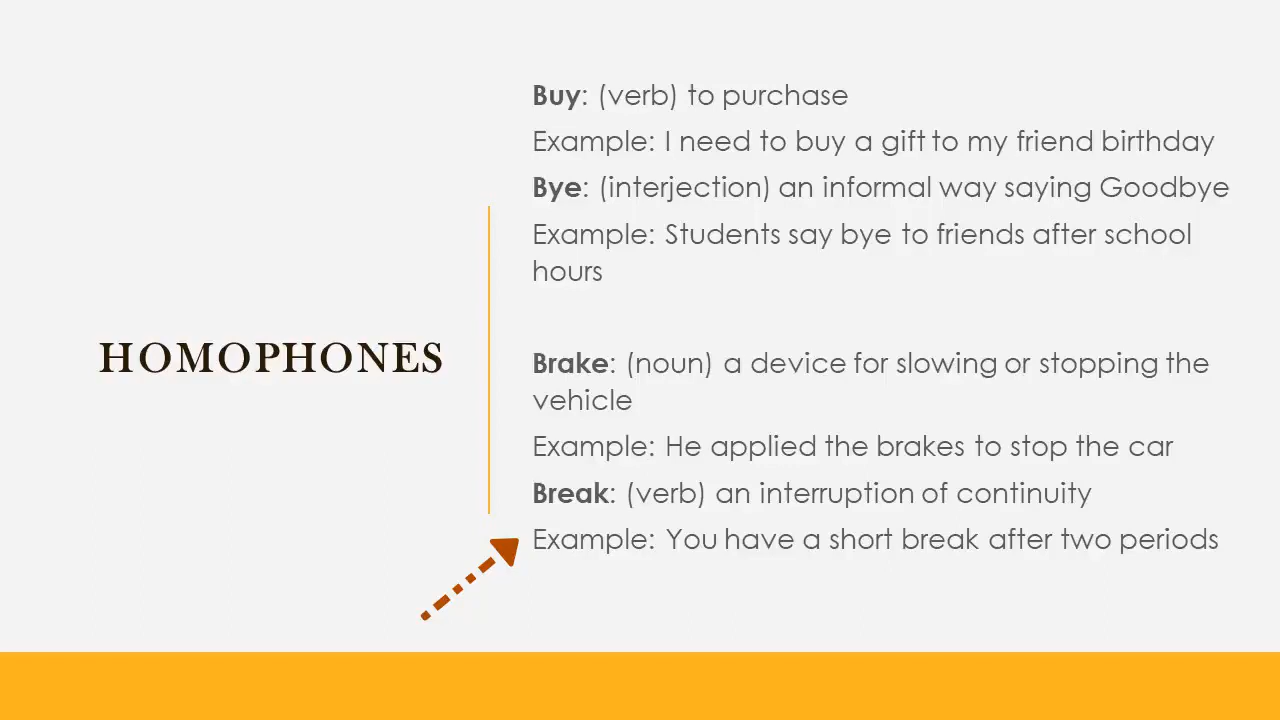 HOMOPHONES
Buy: (verb) to purchase
Example: I need to buy a gift to my friend birthday
Bye: (interjection) an informal way saying Goodbye
Example: Students say bye to friends after school
hours
Brake: (noun) a device for slowing or stopping the
vehicle
Example: He applied the brakes to stop the car
Break: (verb) an interruption of continuity
Example: You have a short break after two periods